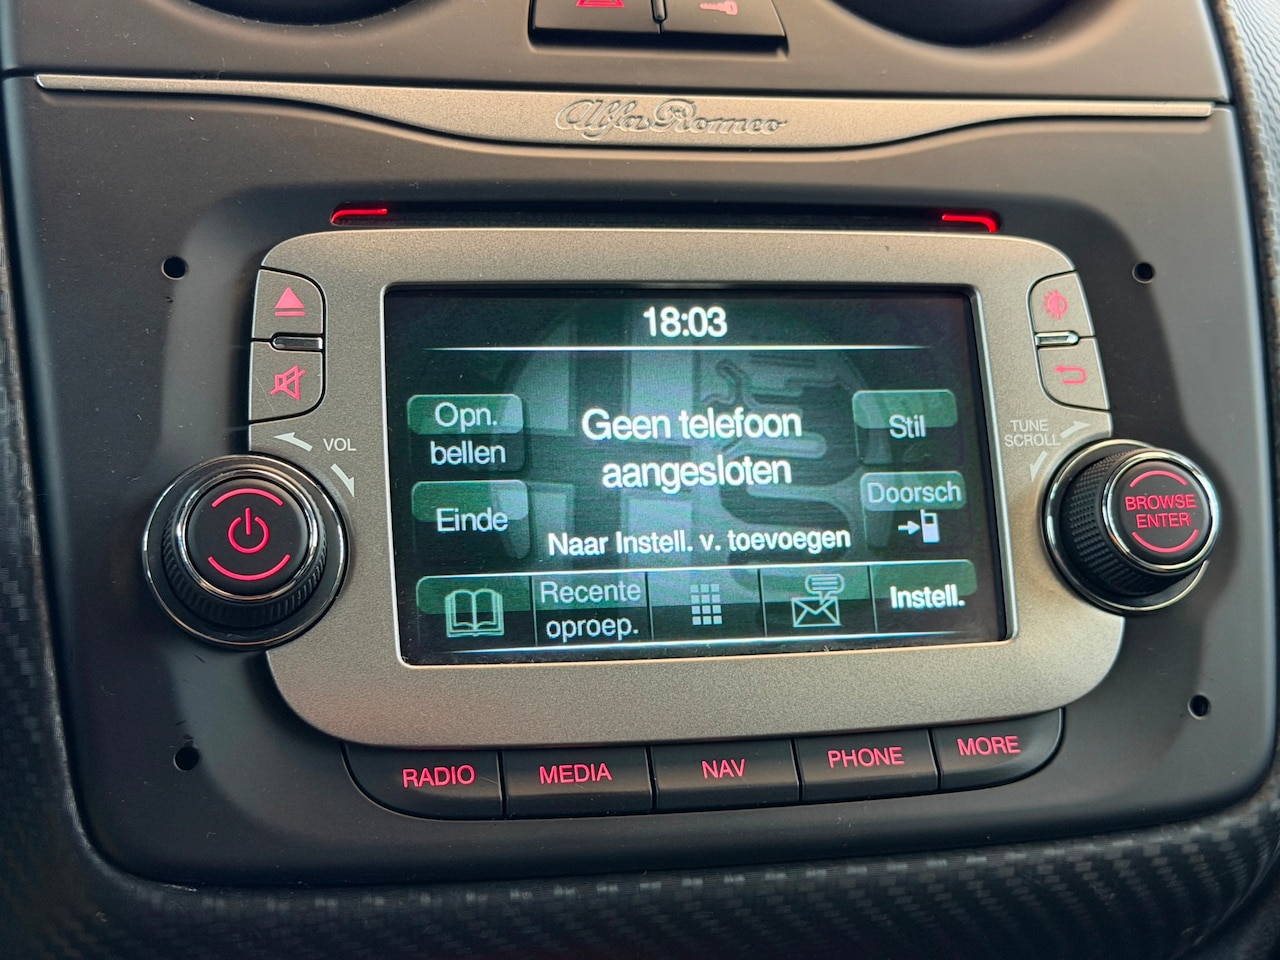 Alfa Romeo
18:03
Opn.
bellen
Geen telefoon
aangesloten
Stil
Einde
Doorsch
Naar Instell. v. toevoegen
Recente
oproep.
Instell.
VOL
TUNE
SCROLL
BROWSE
ENTER
RADIO
MEDIA
NAV
PHONE
MORE